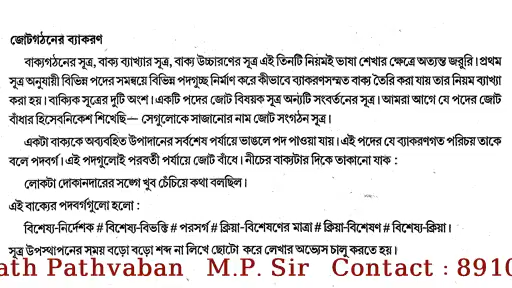 জোটগঠনের ব্যাকরণ
বাক্যগঠনের সূত্র, বাক্য ব্যাখ্যার সূত্র, বাক্য উচ্চারণের সূত্র এই তিনটি নিয়মই ভাষা শেখার ক্ষেত্রে অত্যন্ত জরুরি। প্রথম
সূত্র অনুযায়ী বিভিন্ন পদের সমন্বয়ে বিভিন্ন পদগুচ্ছ নির্মাণ করে কীভাবে ব্যাকরণসম্মত বাক্য তৈরি করা যায় তার নিয়ম ব্যাখ্যা
করা হয়। বাক্যিক সূত্রের দুটি অংশ। একটি পদের জোট বিষয়ক সূত্র অন্যটি সংবর্তনের সূত্র। আমরা আগে যে পদের জোট
বাঁধার হিসেবনিকেশ শিখেছি— সেগুলোকে সাজানোর নাম জোট সংগঠন সূত্র।
একটা বাক্যকে অব্যবহিত উপাদানের সর্বশেষ পর্যায়ে ভাঙলে পদ পাওয়া যায়। এই পদের যে ব্যাকরণগত পরিচয় তাকে
বলে পদবর্গ। এই পদগুলোই পরবর্তী পর্যায়ে জোট বাঁধে। নীচের বাক্যটার দিকে তাকানো যাক :
লোকটা দোকানদারের সঙ্গে খুব চেঁচিয়ে কথা বলছিল।
এই বাক্যের পদবর্গগুলো হলো :
বিশেষ্য-নির্দেশক # বিশেষ্য-বিভক্তি # পরসর্গ # ক্রিয়া-বিশেষণের মাত্রা # ক্রিয়া-বিশেষণ # বিশেষ্য-ক্রিয়া।
সূত্র উপস্থাপনের সময় বড়ো বড়ো শব্দ না লিখে ছোটো করে লেখার অভ্যেস চালু করতে হয়।
ath Pathvaban M.P. Sir Contact : 8910